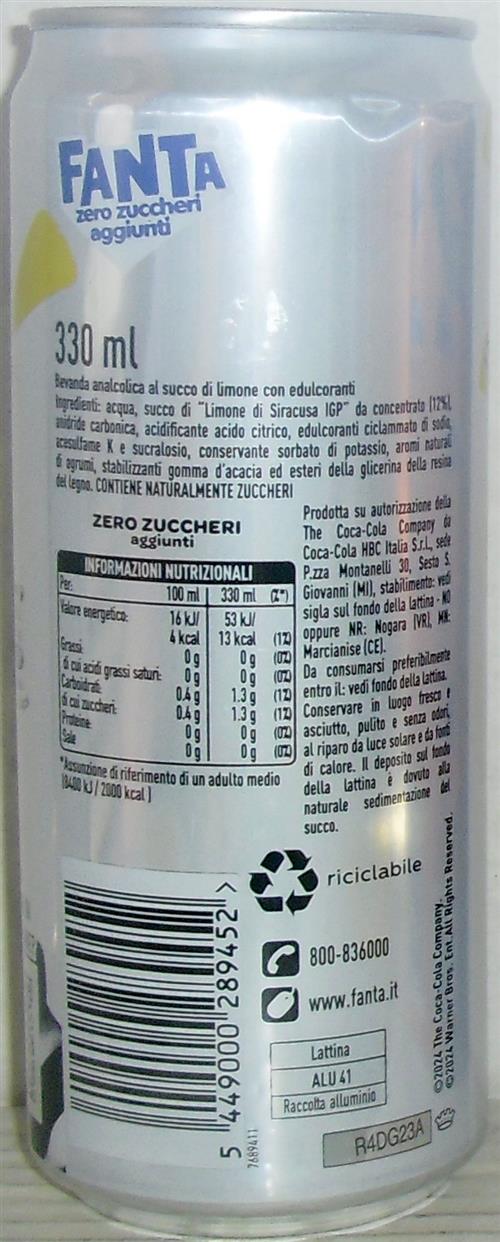 FANTA
zero zuccheri
aggiunti
330 ml
Bevanda analcolica al succo di limone con edulcoranti
Ingredienti: acqua, succo di "Limone di Siracusa IGP" da concentrato (12%),
anidride carbonica, acidificante acido citrico, edulcoranti ciclammato di sodio,
acesulfame K e sucralosio, conservante sorbato di potassio, aromi naturali
di agrumi, stabilizzanti gomma d'acacia ed esteri della glicerina della resina
del legno. CONTIENE NATURALMENTE ZUCCHERI
ZERO ZUCCHERI
aggiunti
INFORMAZIONI NUTRIZIONALI
Per: 100 ml 330 ml (%*)
Valore energetico: 16 kJ/ 53 kJ/
4 kcal 13 kcal (1%)
Grassi: 0 g 0 g (0%)
di cui acidi grassi saturi: 0 g 0 g (0%)
Carboidrati: 0.4 g 1.3 g (1%)
di cui zuccheri: 0.4 g 1.3 g (1%)
Proteine: 0 g 0 g (0%)
Sale 0 g 0 g (0%)
*Assunzione di riferimento di un adulto medio
(8400 kJ / 2000 kcal)
Prodotta su autorizzazione della
The Coca-Cola Company da
Coca-Cola HBC Italia S.r.l., sede
P.zza Montanelli 30, Sesto S.
Giovanni (MI), stabilimento: vedi
sigla sul fondo della lattina - NO
oppure NR: Nogara (VR), MN:
Marcianise (CE).
Da consumarsi preferibilmente
entro il: vedi fondo della lattina.
Conservare in luogo fresco e
asciutto, pulito e senza odori,
al riparo da luce solare e da fonti
di calore. Il deposito sul fondo
della lattina è dovuto alla
naturale sedimentazione del
succo.
riciclabile
800-836000
www.fanta.it
Lattina
ALU 41
Raccolta alluminio
R4DG23A
5 449000 289452 >
7689411
©2024 The Coca-Cola Company.
©2024 Warner Bros. Ent. All Rights Reserved.